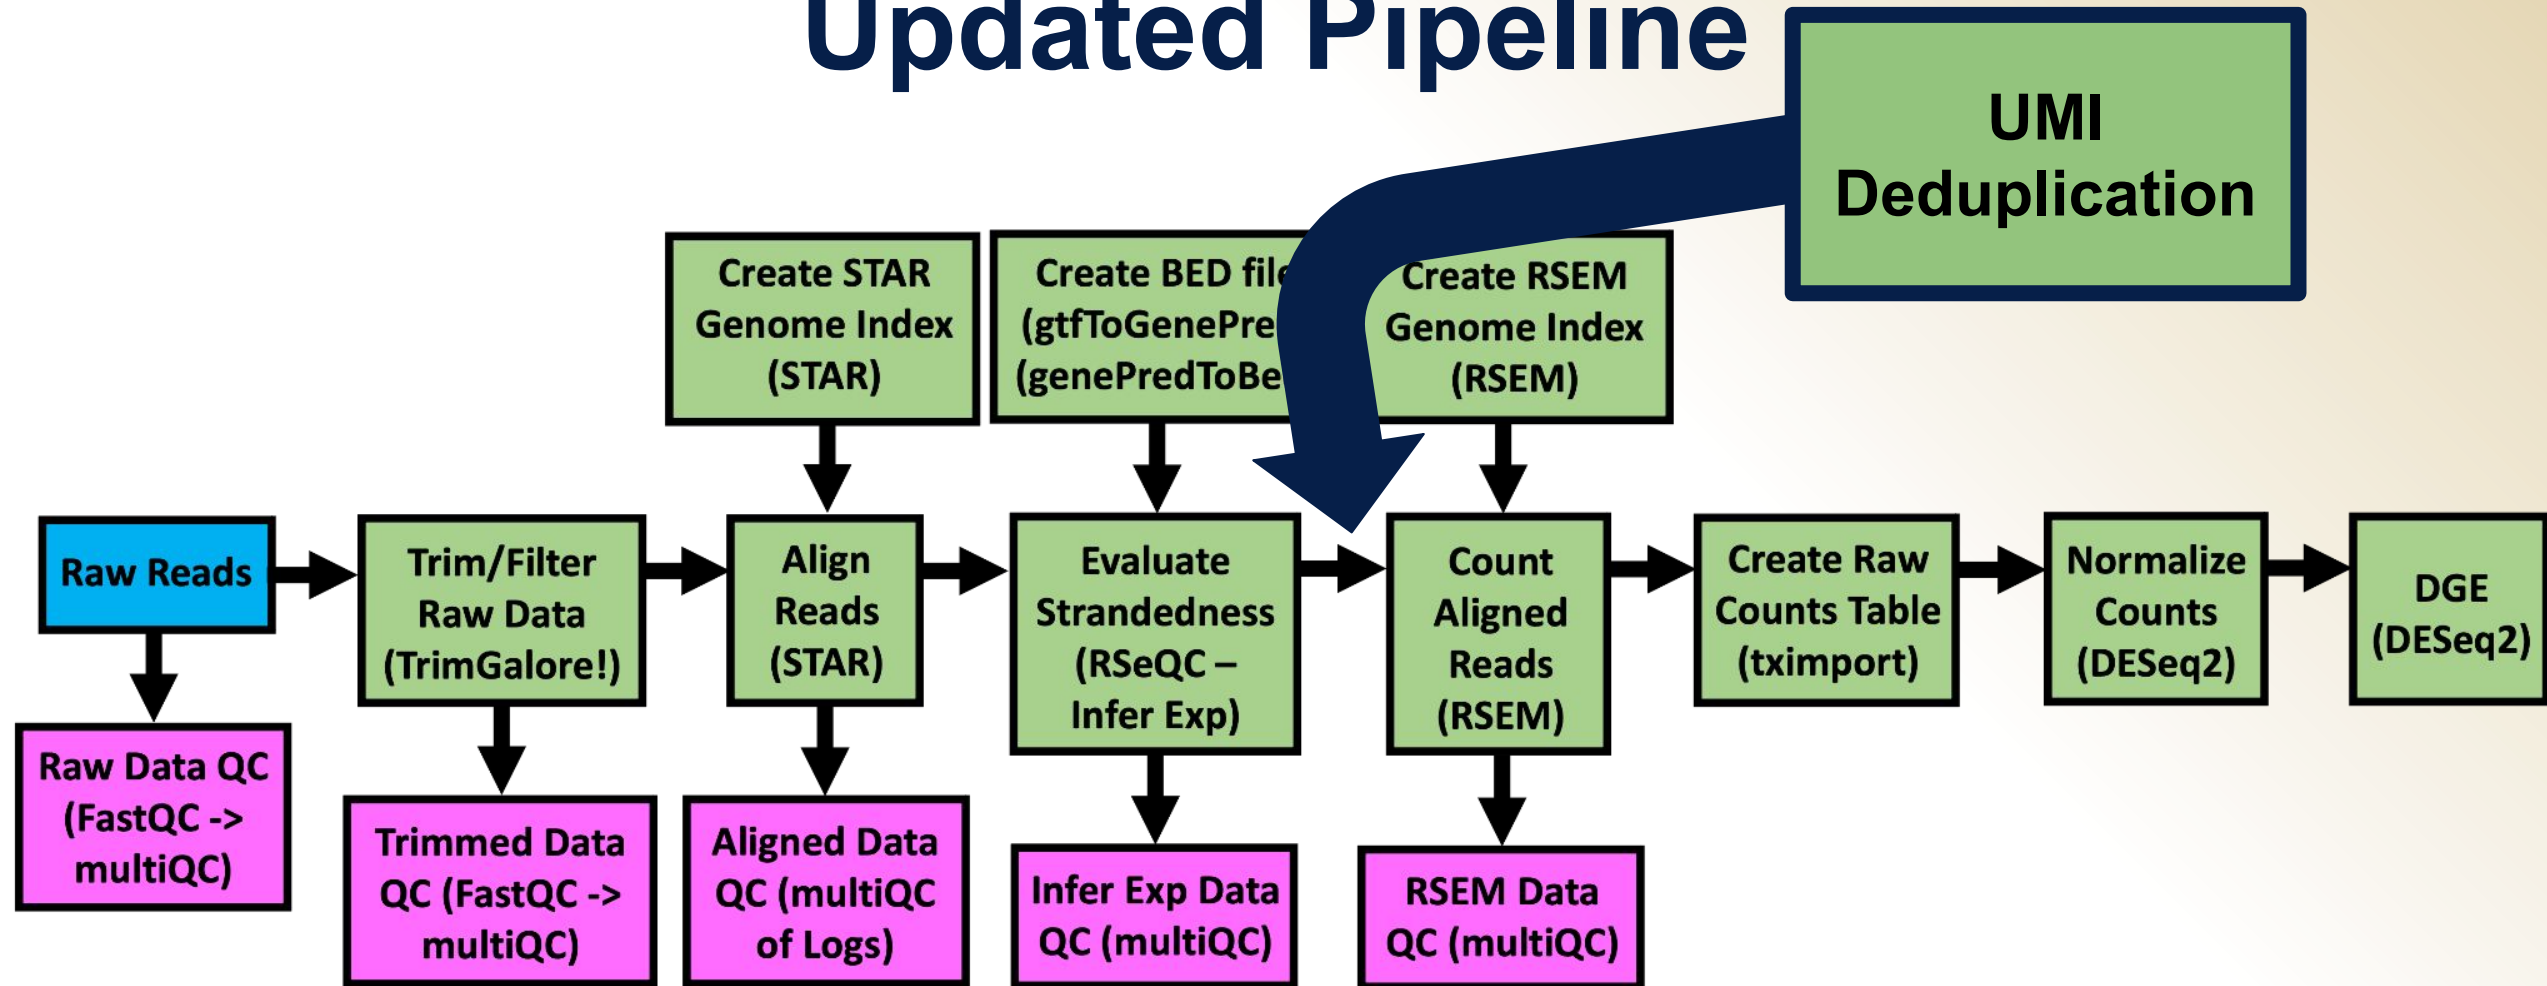 Updated Pipeline
UMI
Deduplication
Create STAR
Genome Index
(STAR)
Create BED file
(gtfToGenePre
(genePredToBe
Create RSEM
Genome Index
(RSEM)
Raw Reads
Trim/Filter
Raw Data
(TrimGalore!)
Align
Reads
(STAR)
Evaluate
Strandedness
(RSeQC –
Infer Exp)
Count
Aligned
Reads
(RSEM)
Create Raw
Counts Table
(tximport)
Normalize
Counts
(DESeq2)
DGE
(DESeq2)
Raw Data QC
(FastQC ->
multiQC)
Trimmed Data
QC (FastQC ->
multiQC)
Aligned Data
QC (multiQC
of Logs)
Infer Exp Data
QC (multiQC)
RSEM Data
QC (multiQC)